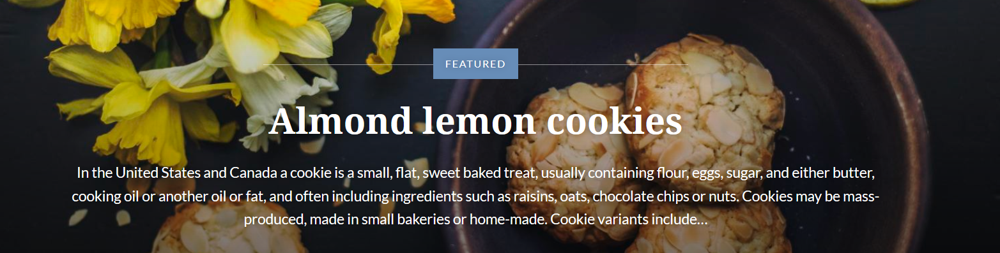 FEATURED
Almond lemon cookies
In the United States and Canada a cookie is a small, flat, sweet baked treat, usually containing flour, eggs, sugar, and either butter,
cooking oil or another oil or fat, and often including ingredients such as raisins, oats, chocolate chips or nuts. Cookies may be mass-
produced, made in small bakeries or home-made. Cookie variants include…